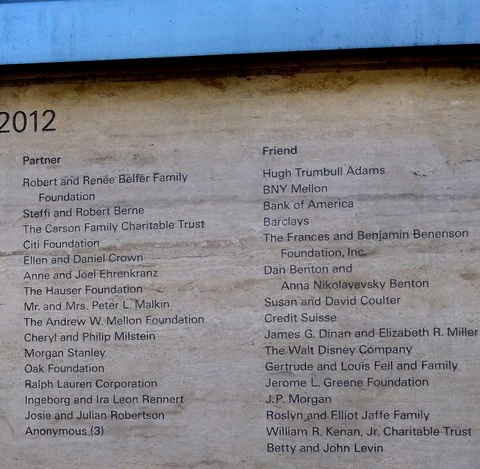 2012
Partner
Robert and Renée Belfer Family
Foundation
Steffi and Robert Berne
The Carson Family Charitable Trust
Citi Foundation
Ellen and Daniel Crown
Anne and Joel Ehrenkranz
The Hauser Foundation
Mr. and Mrs. Peter L. Malkin
The Andrew W. Mellon Foundation
Cheryl and Philip Milstein
Morgan Stanley
Oak Foundation
Ralph Lauren Corporation
Ingeborg and Ira Leon Rennert
Josie and Julian Robertson
Anonymous (3)
Friend
Hugh Trumbull Adams
BNY Mellon
Bank of America
Barclays
The Frances and Benjamin Benenson
Foundation, Inc.
Dan Benton and
Anna Nikolayevsky Benton
Susan and David Coulter
Credit Suisse
James G. Dinan and Elizabeth R. Miller
The Walt Disney Company
Gertrude and Louis Feil and Family
Jerome L. Greene Foundation
J.P. Morgan
Roslyn and Elliot Jaffe Family
William R. Kenan, Jr. Charitable Trust
Betty and John Levin